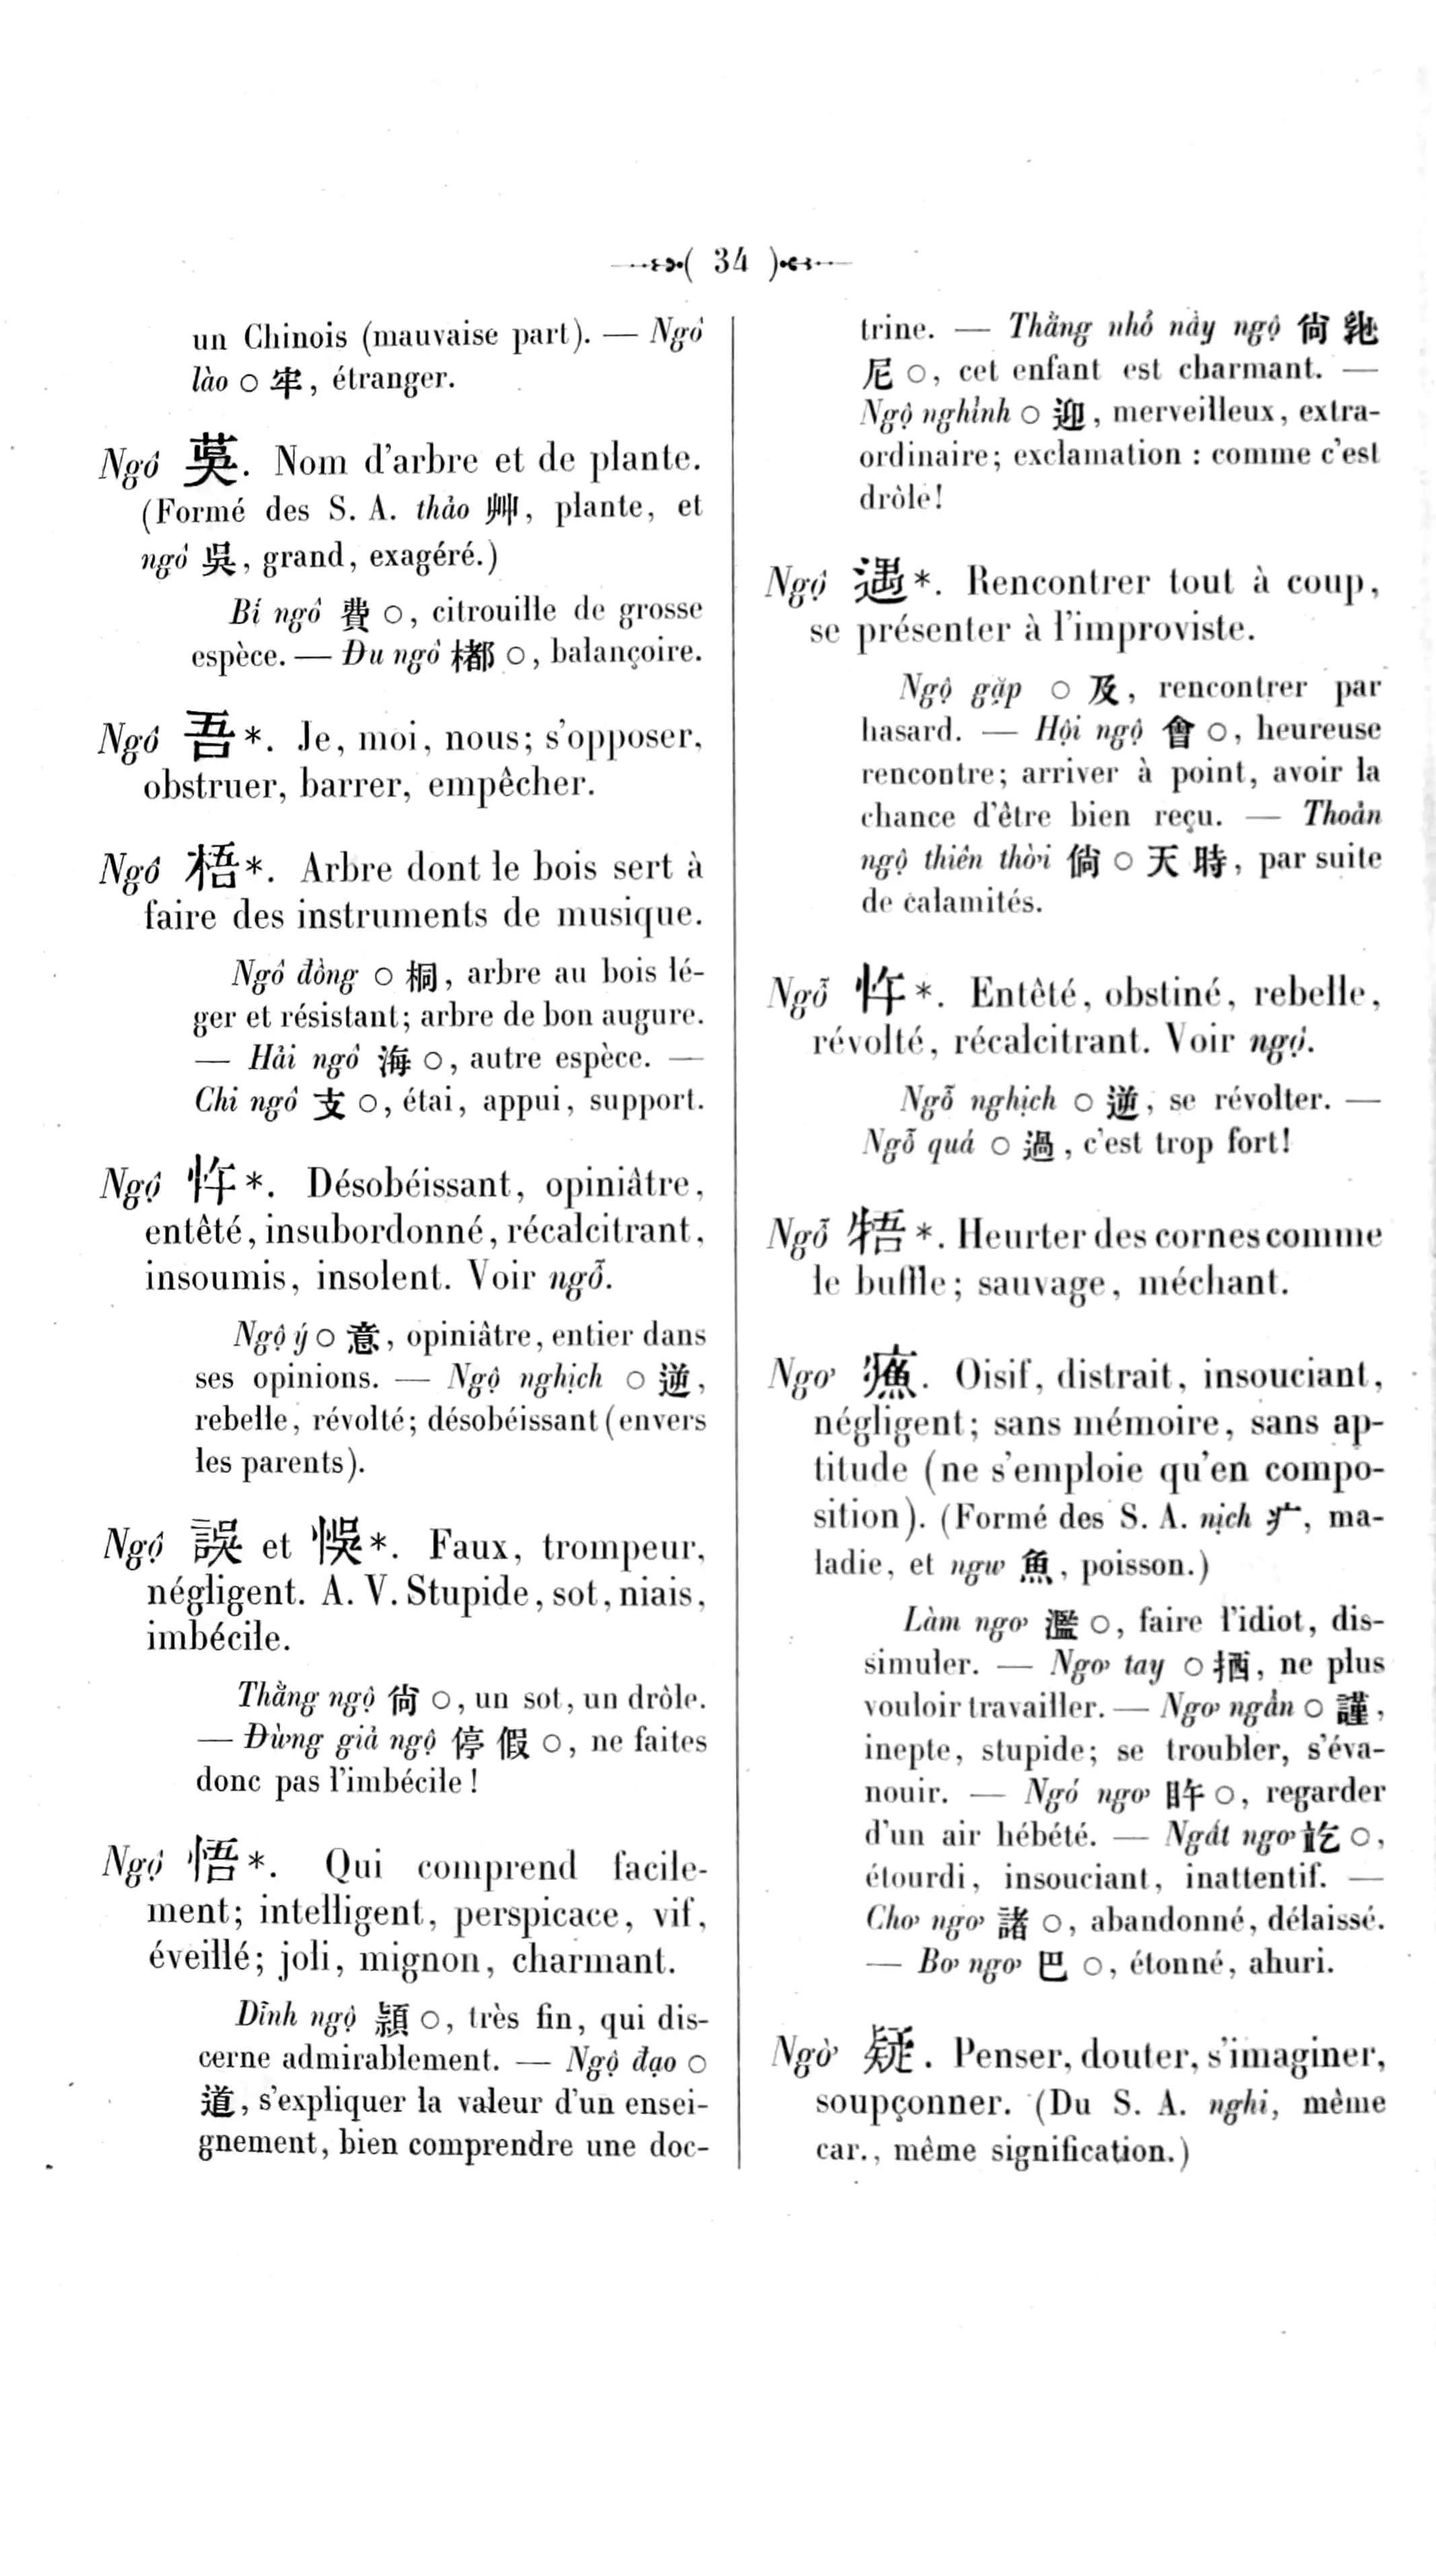 ( 34 )
un Chinois (mauvaise part). — Ngô
lào ○ 牢, étranger.
Ngô 茣. Nom d'arbre et de plante.
(Formé des S. A. thảo 艸, plante, et
ngô 吳, grand, exagéré.)
Bí ngô 費 ○, citrouille de grosse
espèce. — Đu ngô ○, balançoire.
Ngô 吾*. Je, moi, nous; s'opposer,
obstruer, barrer, empêcher.
Ngô 梧*. Arbre dont le bois sert à
faire des instruments de musique.
Ngô đồng ○ 桐, arbre au bois lé-
ger et résistant; arbre de bon augure.
— Hải ngô 海 ○, autre espèce. —
Chi ngô 支 ○, étai, appui, support.
Ngộ 忤*. Désobéissant, opiniâtre,
entêté, insubordonné, récalcitrant,
insoumis, insolent. Voir ngỗ.
Ngộ ý ○ 意, opiniâtre, entier dans
ses opinions. — Ngộ nghịch ○ 逆,
rebelle, révolté; désobéissant (envers
les parents).
Ngộ 誤 et 悞*. Faux, trompeur,
négligent. A. V. Stupide, sot, niais,
imbécile.
Thằng ngộ 倘 ○, un sot, un drôle.
— Đừng giả ngộ 停 假 ○, ne faites
donc pas l'imbécile !
Ngộ 悟*. Qui comprend facile-
ment; intelligent, perspicace, vif,
éveillé; joli, mignon, charmant.
Dĩnh ngộ 穎 ○, très fin, qui dis-
cerne admirablement. — Ngộ đạo ○
道, s'expliquer la valeur d'un ensei-
gnement, bien comprendre une doc-
trine. — Thằng nhỏ nầy ngộ 倘
尼 ○, cet enfant est charmant. —
Ngộ nghỉnh ○ 迎, merveilleux, extra-
ordinaire; exclamation : comme c'est
drôle!
Ngộ 遇*. Rencontrer tout à coup,
se présenter à l'improviste.
Ngộ gặp ○ 及, rencontrer par
hasard. — Hội ngộ 會 ○, heureuse
rencontre; arriver à point, avoir la
chance d'être bien reçu. — Thoản
ngộ thiên thời 倘 ○ 天 時, par suite
de calamités.
Ngỗ 忤*. Entêté, obstiné, rebelle,
révolté, récalcitrant. Voir ngộ.
Ngỗ nghịch ○ 逆, se révolter. —
Ngỗ quá ○ 過, c'est trop fort!
Ngỗ 牾*. Heurter des cornes comme
le buffle; sauvage, méchant.
Ngơ 𤺿. Oisif, distrait, insouciant,
négligent; sans mémoire, sans ap-
titude (ne s'emploie qu'en compo-
sition). (Formé des S. A. nịch 疒, ma-
ladie, et ngư 魚, poisson.)
Làm ngơ 濫 ○, faire l'idiot, dis-
simuler. — Ngơ tay ○ 拪, ne plus
vouloir travailler. — Ngơ ngẩn ○ 謹,
inepte, stupide; se troubler, s'éva-
nouir. — Ngó ngơ ○, regarder
d'un air hébété. — Ngất ngơ ○,
étourdi, insouciant, inattentif. —
Chơ ngơ 諸 ○, abandonné, délaissé.
— Bơ ngơ 巴 ○, étonné, ahuri.
Ngờ 疑. Penser, douter, s'imaginer,
soupçonner. (Du S. A. nghi, même
car., même signification.)